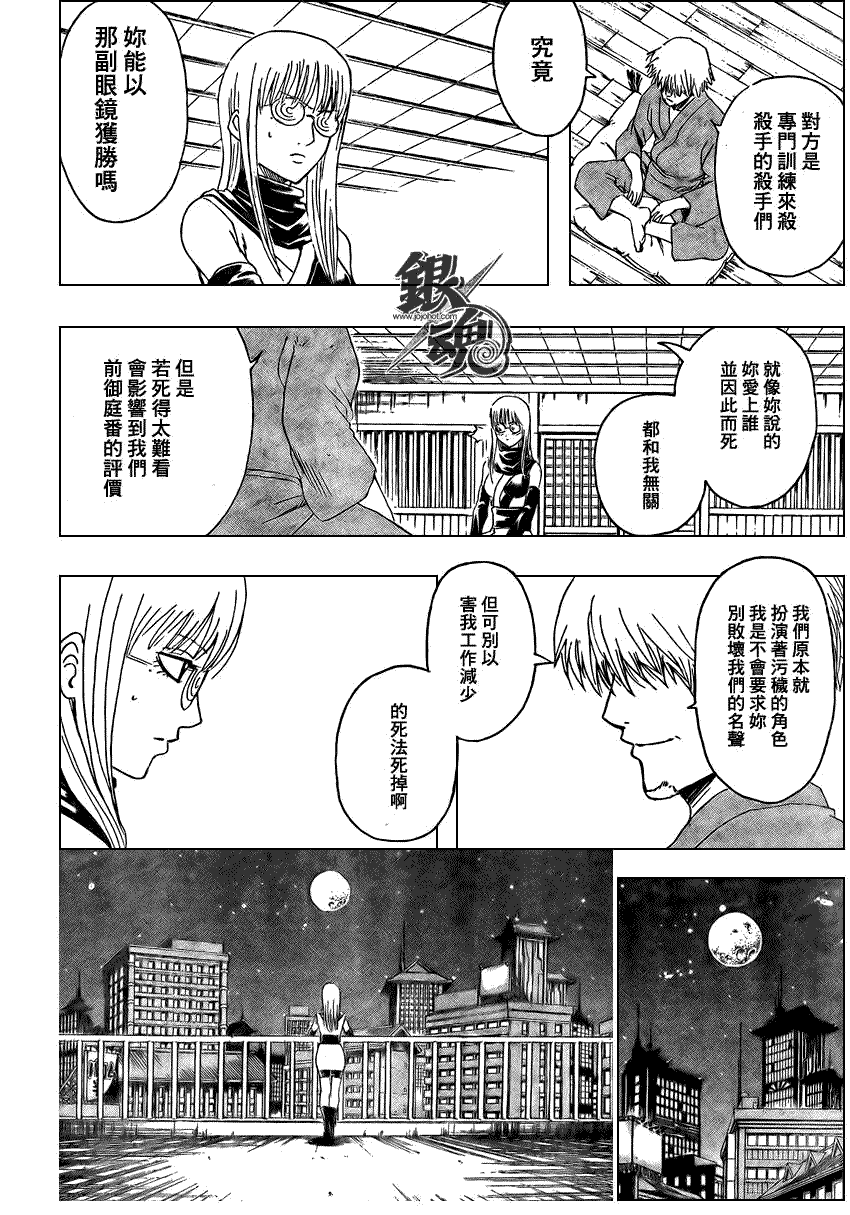 對方是
專門訓練來殺
殺手的殺手們
究竟
妳能以
那副眼鏡獲勝嗎
銀魂
www.jojohot.com
就像妳說的
妳愛上誰
並因此而死
都和我無關
但是
若死得太難看
會影響到我們
前御庭番的評價
我們原本就
扮演著污穢的角色
我是不會要求妳
別敗壞我們的名聲
但可別以
害我工作減少
的死法死掉啊